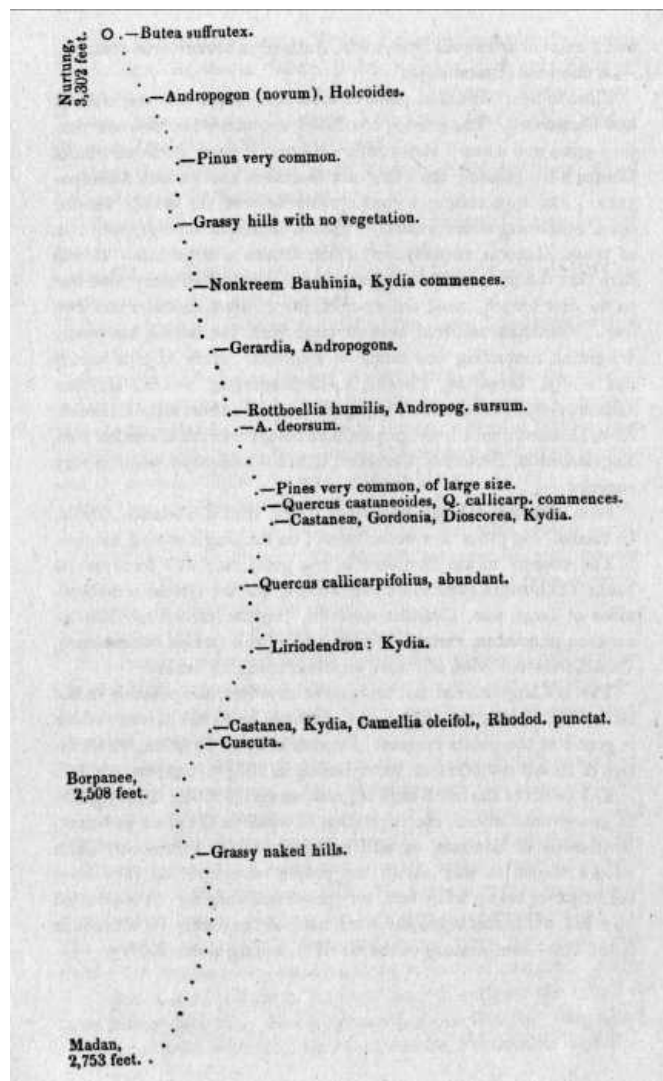 Nurtung,
3,302 feet.
O .—Butea suffrutex.
—Andropogon (novum), Holcoides.
—Pinus very common.
—Grassy hills with no vegetation.
—Nonkreem Bauhinia, Kydia commences.
—Gerardia, Andropogons.
—Rottboellia humilis, Andropog. sursum.
—A. deorsum.
—Pines very common, of large size.
—Quercus castaneoides, Q. callicarp. commences.
—Castaneæ, Gordonia, Dioscorea, Kydia.
—Quercus callicarpifolius, abundant.
—Liriodendron: Kydia.
—Castanea, Kydia, Camellia oleifol., Rhodod. punctat.
—Cuscuta.
Borpanee,
2,508 feet.
—Grassy naked hills.
Madan,
2,753 feet.